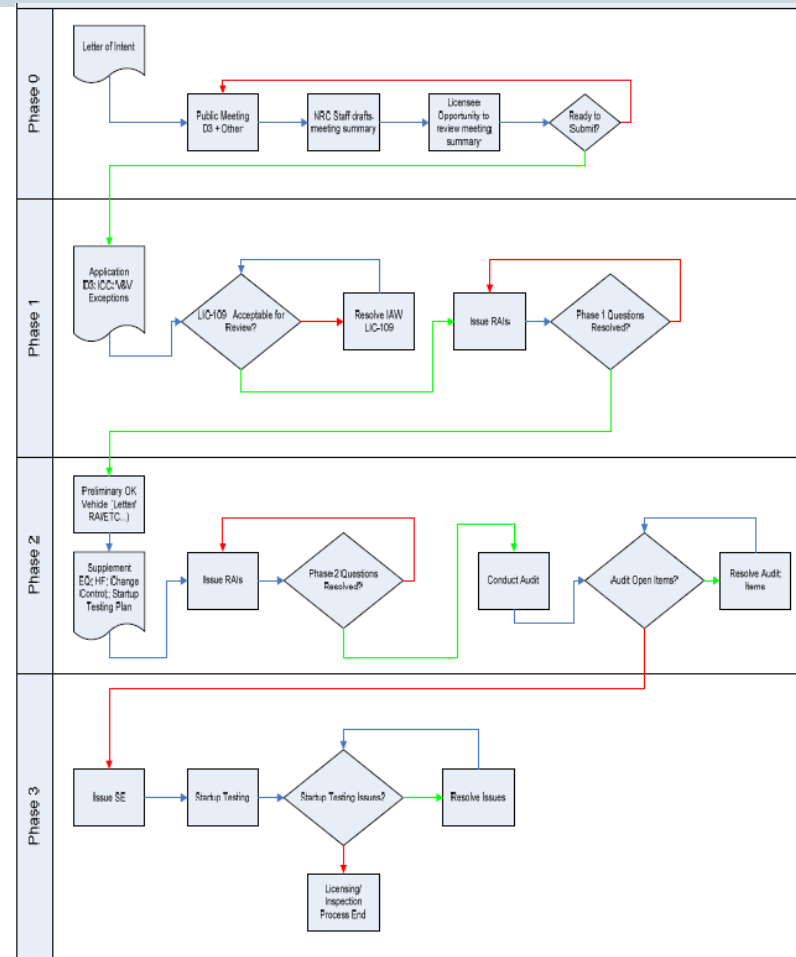 Phase 0
Letter of Intent
Public Meeting
D3 + Other
NRC Staff drafts
meeting summary
Licensee
Opportunity to
review meeting
summary
Ready to
Submit?
Phase 1
Application
D3; ICC; V&V
Exceptions
LIC-109 Acceptable for
Review?
Resolve IAW
LIC-109
Issue RAIs
Phase 1 Questions
Resolved?
Phase 2
Preliminary OK
Vehicle (Letter/
RAI/ETC...)
Supplement
EQ; HF; Change
Control; Startup
Testing Plan
Issue RAIs
Phase 2 Questions
Resolved?
Conduct Audit
Audit Open Items?
Resolve Audit
Items
Phase 3
Issue SE
Startup Testing
Startup Testing Issues?
Resolve Issues
Licensing/
Inspection
Process End